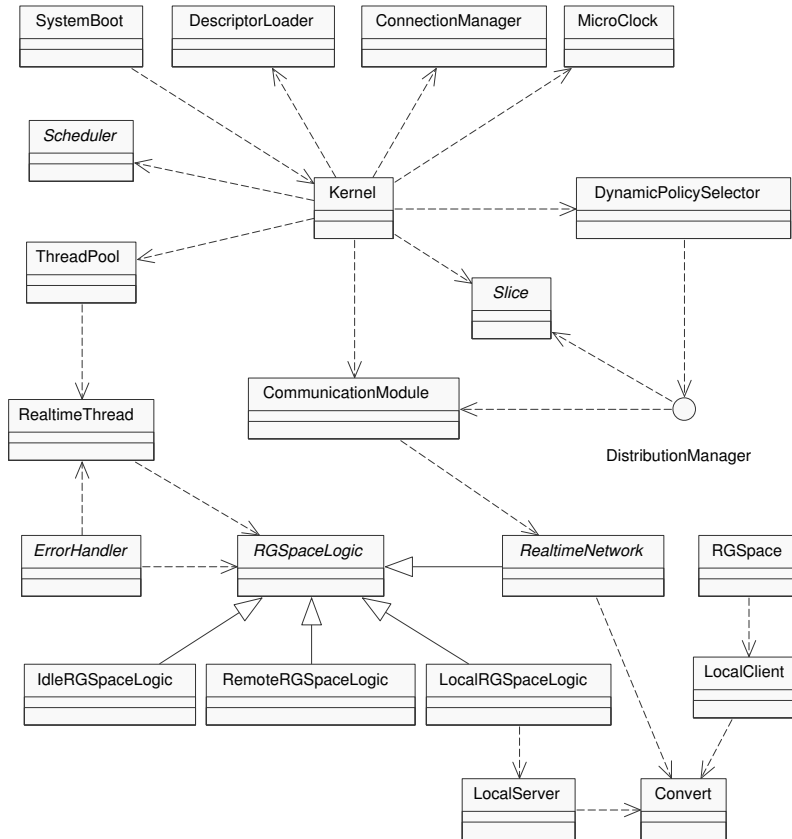 SystemBoot
DescriptorLoader
ConnectionManager
MicroClock
Scheduler
Kernel
DynamicPolicySelector
ThreadPool
Slice
RealtimeThread
CommunicationModule
DistributionManager
ErrorHandler
RGSpaceLogic
RealtimeNetwork
RGSpace
IdleRGSpaceLogic
RemoteRGSpaceLogic
LocalRGSpaceLogic
LocalClient
LocalServer
Convert